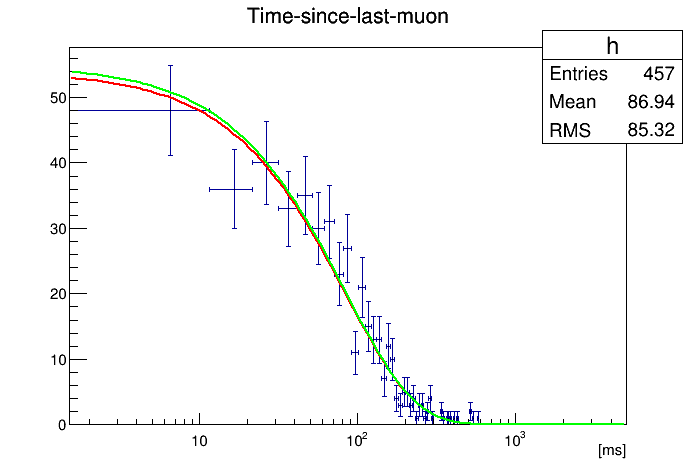 Time-since-last-muon
h
Entries 457
Mean 86.94
RMS 85.32
50
40
30
20
10
0
10
10²
10³
[ms]